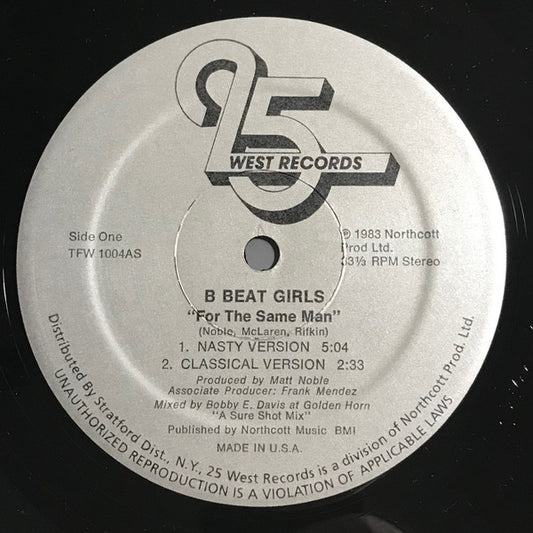 25
WEST RECORDS
Side One
TFW 1004AS
℗ 1983 Northcott
Prod Ltd.
33⅓ RPM Stereo
B BEAT GIRLS
"For The Same Man"
(Noble, McLaren, Rifkin)
1. NASTY VERSION 5:04
2. CLASSICAL VERSION 2:33
Produced by Matt Noble
Associate Producer: Frank Mendez
Mixed by Bobby E. Davis at Golden Horn
"A Sure Shot Mix"
Published by Northcott Music BMI
MADE IN U.S.A.
Distributed By Stratford Dist., N.Y., 25 West Records is a division of Northcott Prod. Ltd.
UNAUTHORIZED REPRODUCTION IS A VIOLATION OF APPLICABLE LAWS